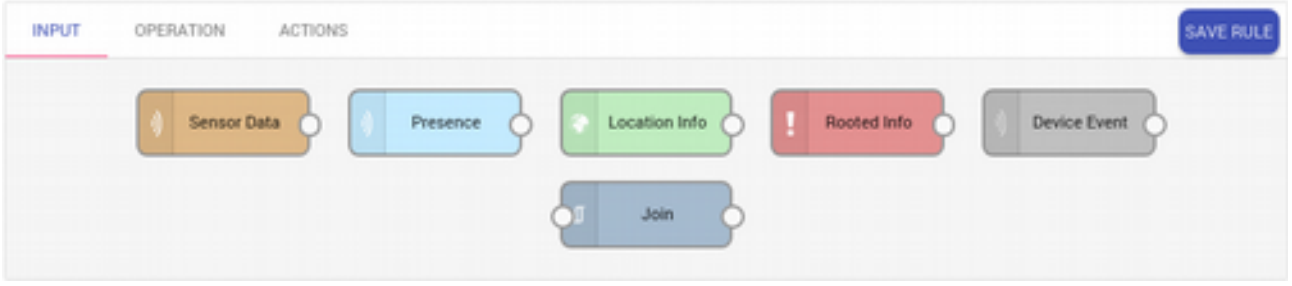 INPUT OPERATION ACTIONS SAVE RULE
Sensor Data Presence Location Info Rooted Info Device Event
Join